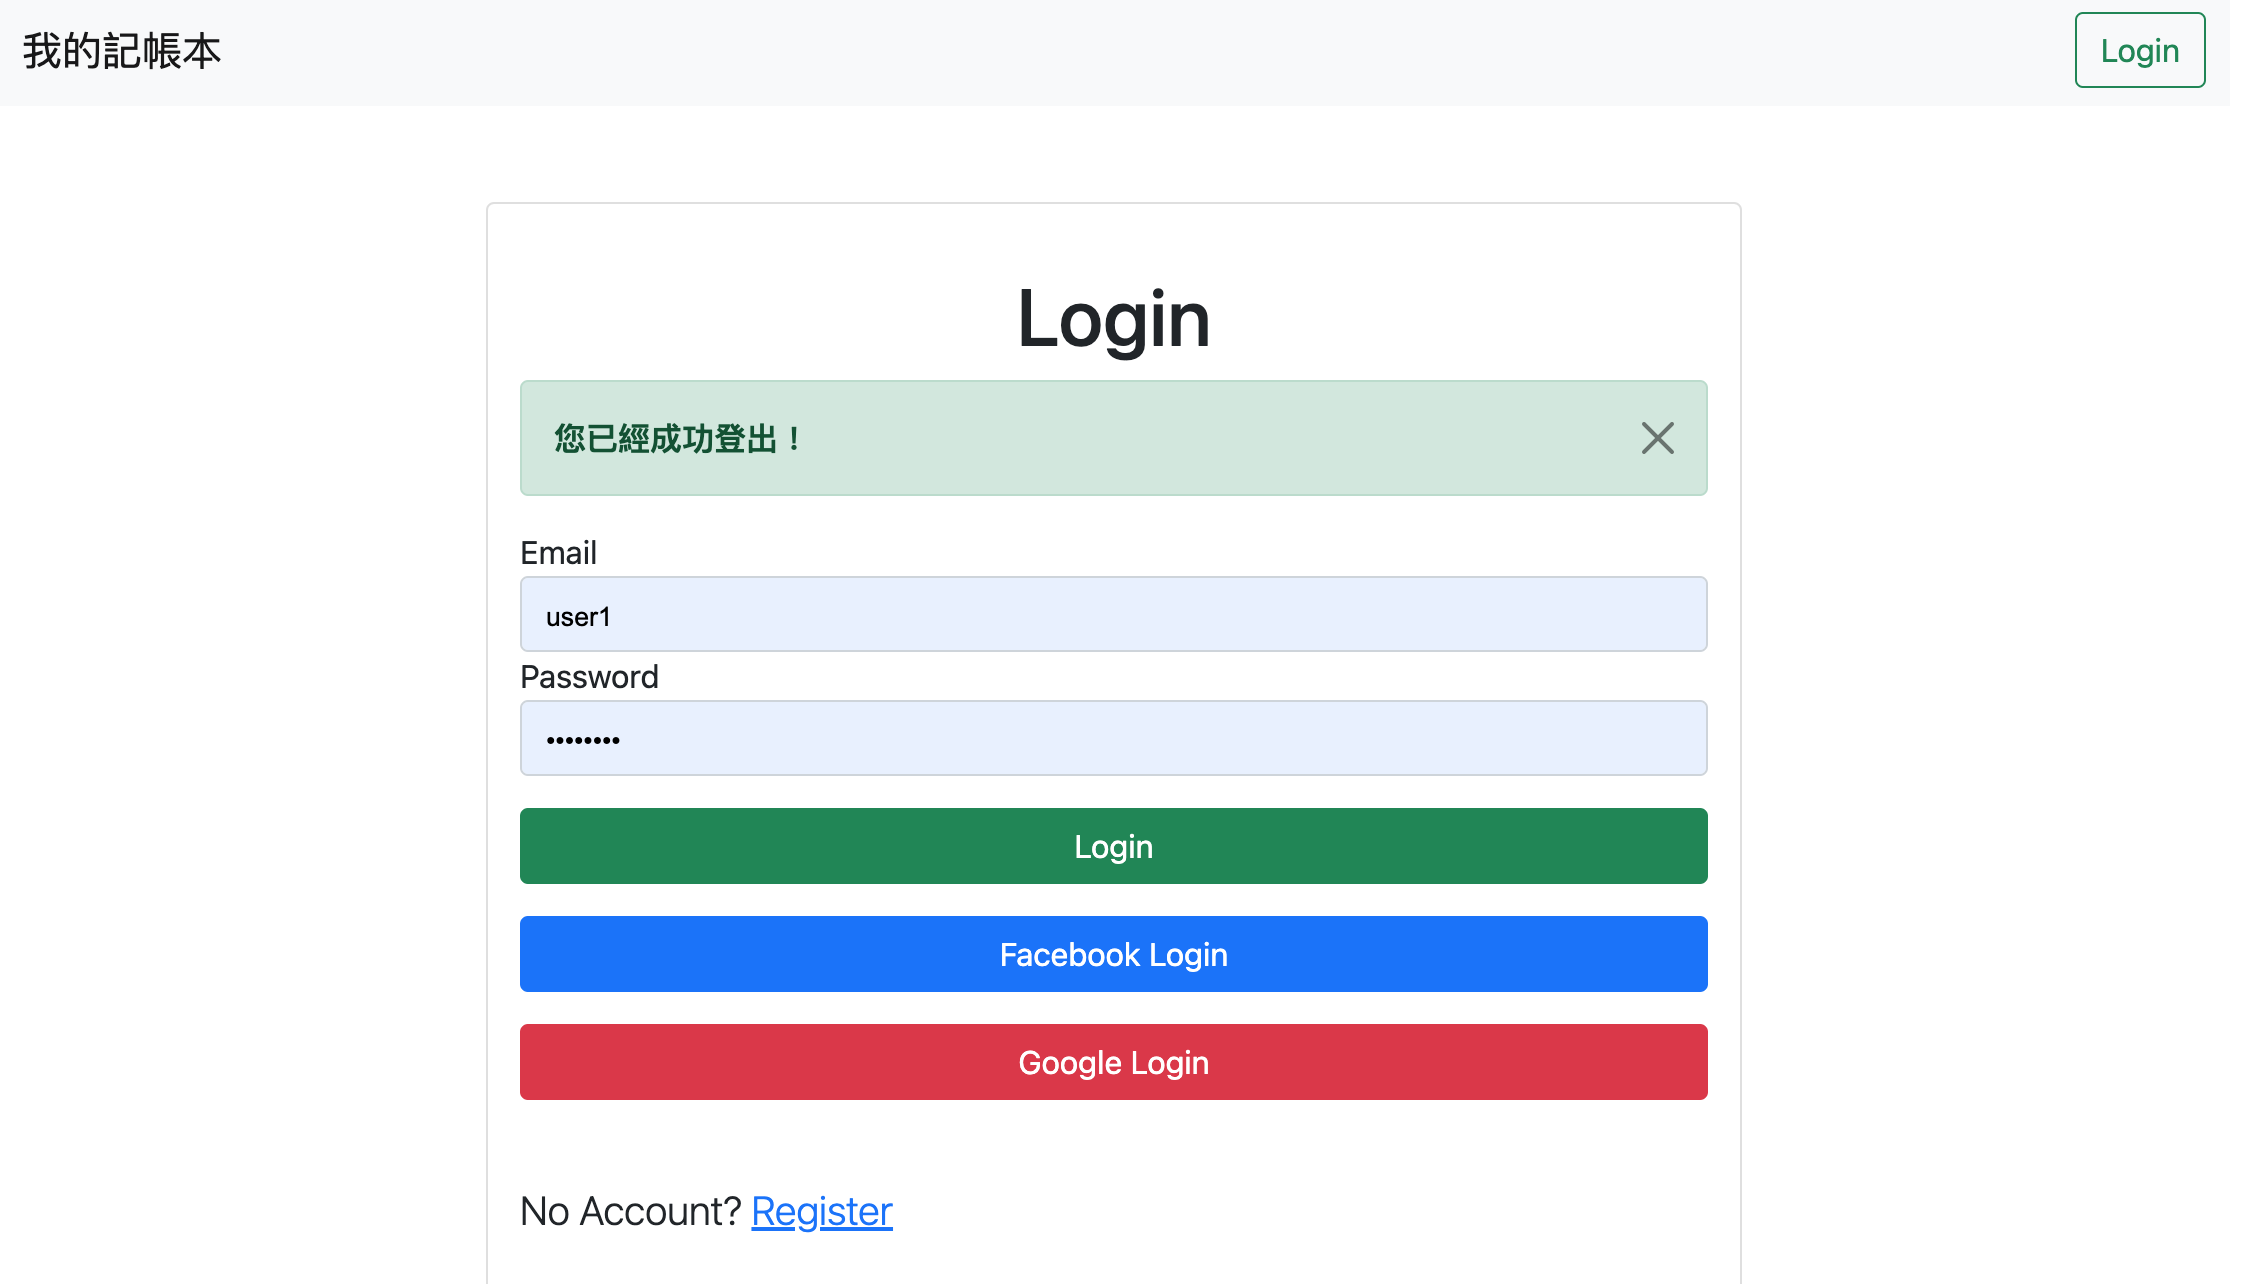 我的記帳本
Login
Login
您已經成功登出！
Email
user1
Password
••••••••
Login
Facebook Login
Google Login
No Account? Register